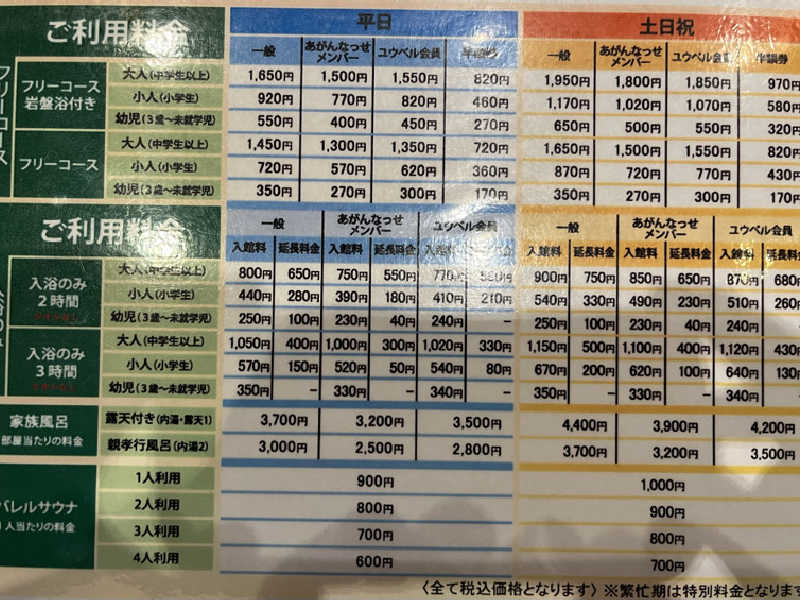 ご利用料金 平日 土日祝
一般 あがんなっせメンバー ユウベル会員 半額券 一般 あがんなっせメンバー ユウベル会員 半額券
フリーコース
フリーコース岩盤浴付き
大人(中学生以上) 1,650円 1,500円 1,550円 820円 1,950円 1,800円 1,850円 970円
小人(小学生) 920円 770円 820円 460円 1,170円 1,020円 1,070円 580円
幼児(3歳〜未就学児) 550円 400円 450円 270円 650円 500円 550円 320円
フリーコース
大人(中学生以上) 1,450円 1,300円 1,350円 720円 1,650円 1,500円 1,550円 820円
小人(小学生) 720円 570円 620円 360円 870円 720円 770円 430円
幼児(3歳〜未就学児) 350円 270円 300円 170円 350円 270円 300円 170円
ご利用料金
一般 あがんなっせメンバー ユウベル会員 一般 あがんなっせメンバー ユウベル会員
入館料 延長料金 入館料 延長料金 入館料 延長料金 入館料 延長料金 入館料 延長料金 入館料 延長料金
入浴のみ2時間
大人(中学生以上) 800円 650円 750円 550円 770円 900円 750円 850円 650円 870円 680円
小人(小学生) 440円 280円 390円 180円 410円 210円 540円 330円 490円 230円 510円 260円
幼児(3歳〜未就学児) 250円 100円 230円 40円 240円 − 250円 100円 230円 40円 240円
入浴のみ3時間
大人(中学生以上) 1,050円 400円 1,000円 300円 1,020円 330円 1,150円 500円 1,100円 400円 1,120円 430円
小人(小学生) 570円 150円 520円 50円 540円 80円 670円 200円 620円 100円 640円 130円
幼児(3歳〜未就学児) 350円 − 330円 − 340円 − 350円 − 330円 − 340円 −
家族風呂
部屋当たりの料金
露天付き(内湯・露天1) 3,700円 3,200円 3,500円 4,400円 3,900円 4,200円
親孝行風呂(内湯2) 3,000円 2,500円 2,800円 3,700円 3,200円 3,500円
バレルサウナ
1人当たりの料金
1人利用 900円 1,000円
2人利用 800円 900円
3人利用 700円 800円
4人利用 600円 700円
〈全て税込価格となります〉 ※繁忙期は特別料金となります